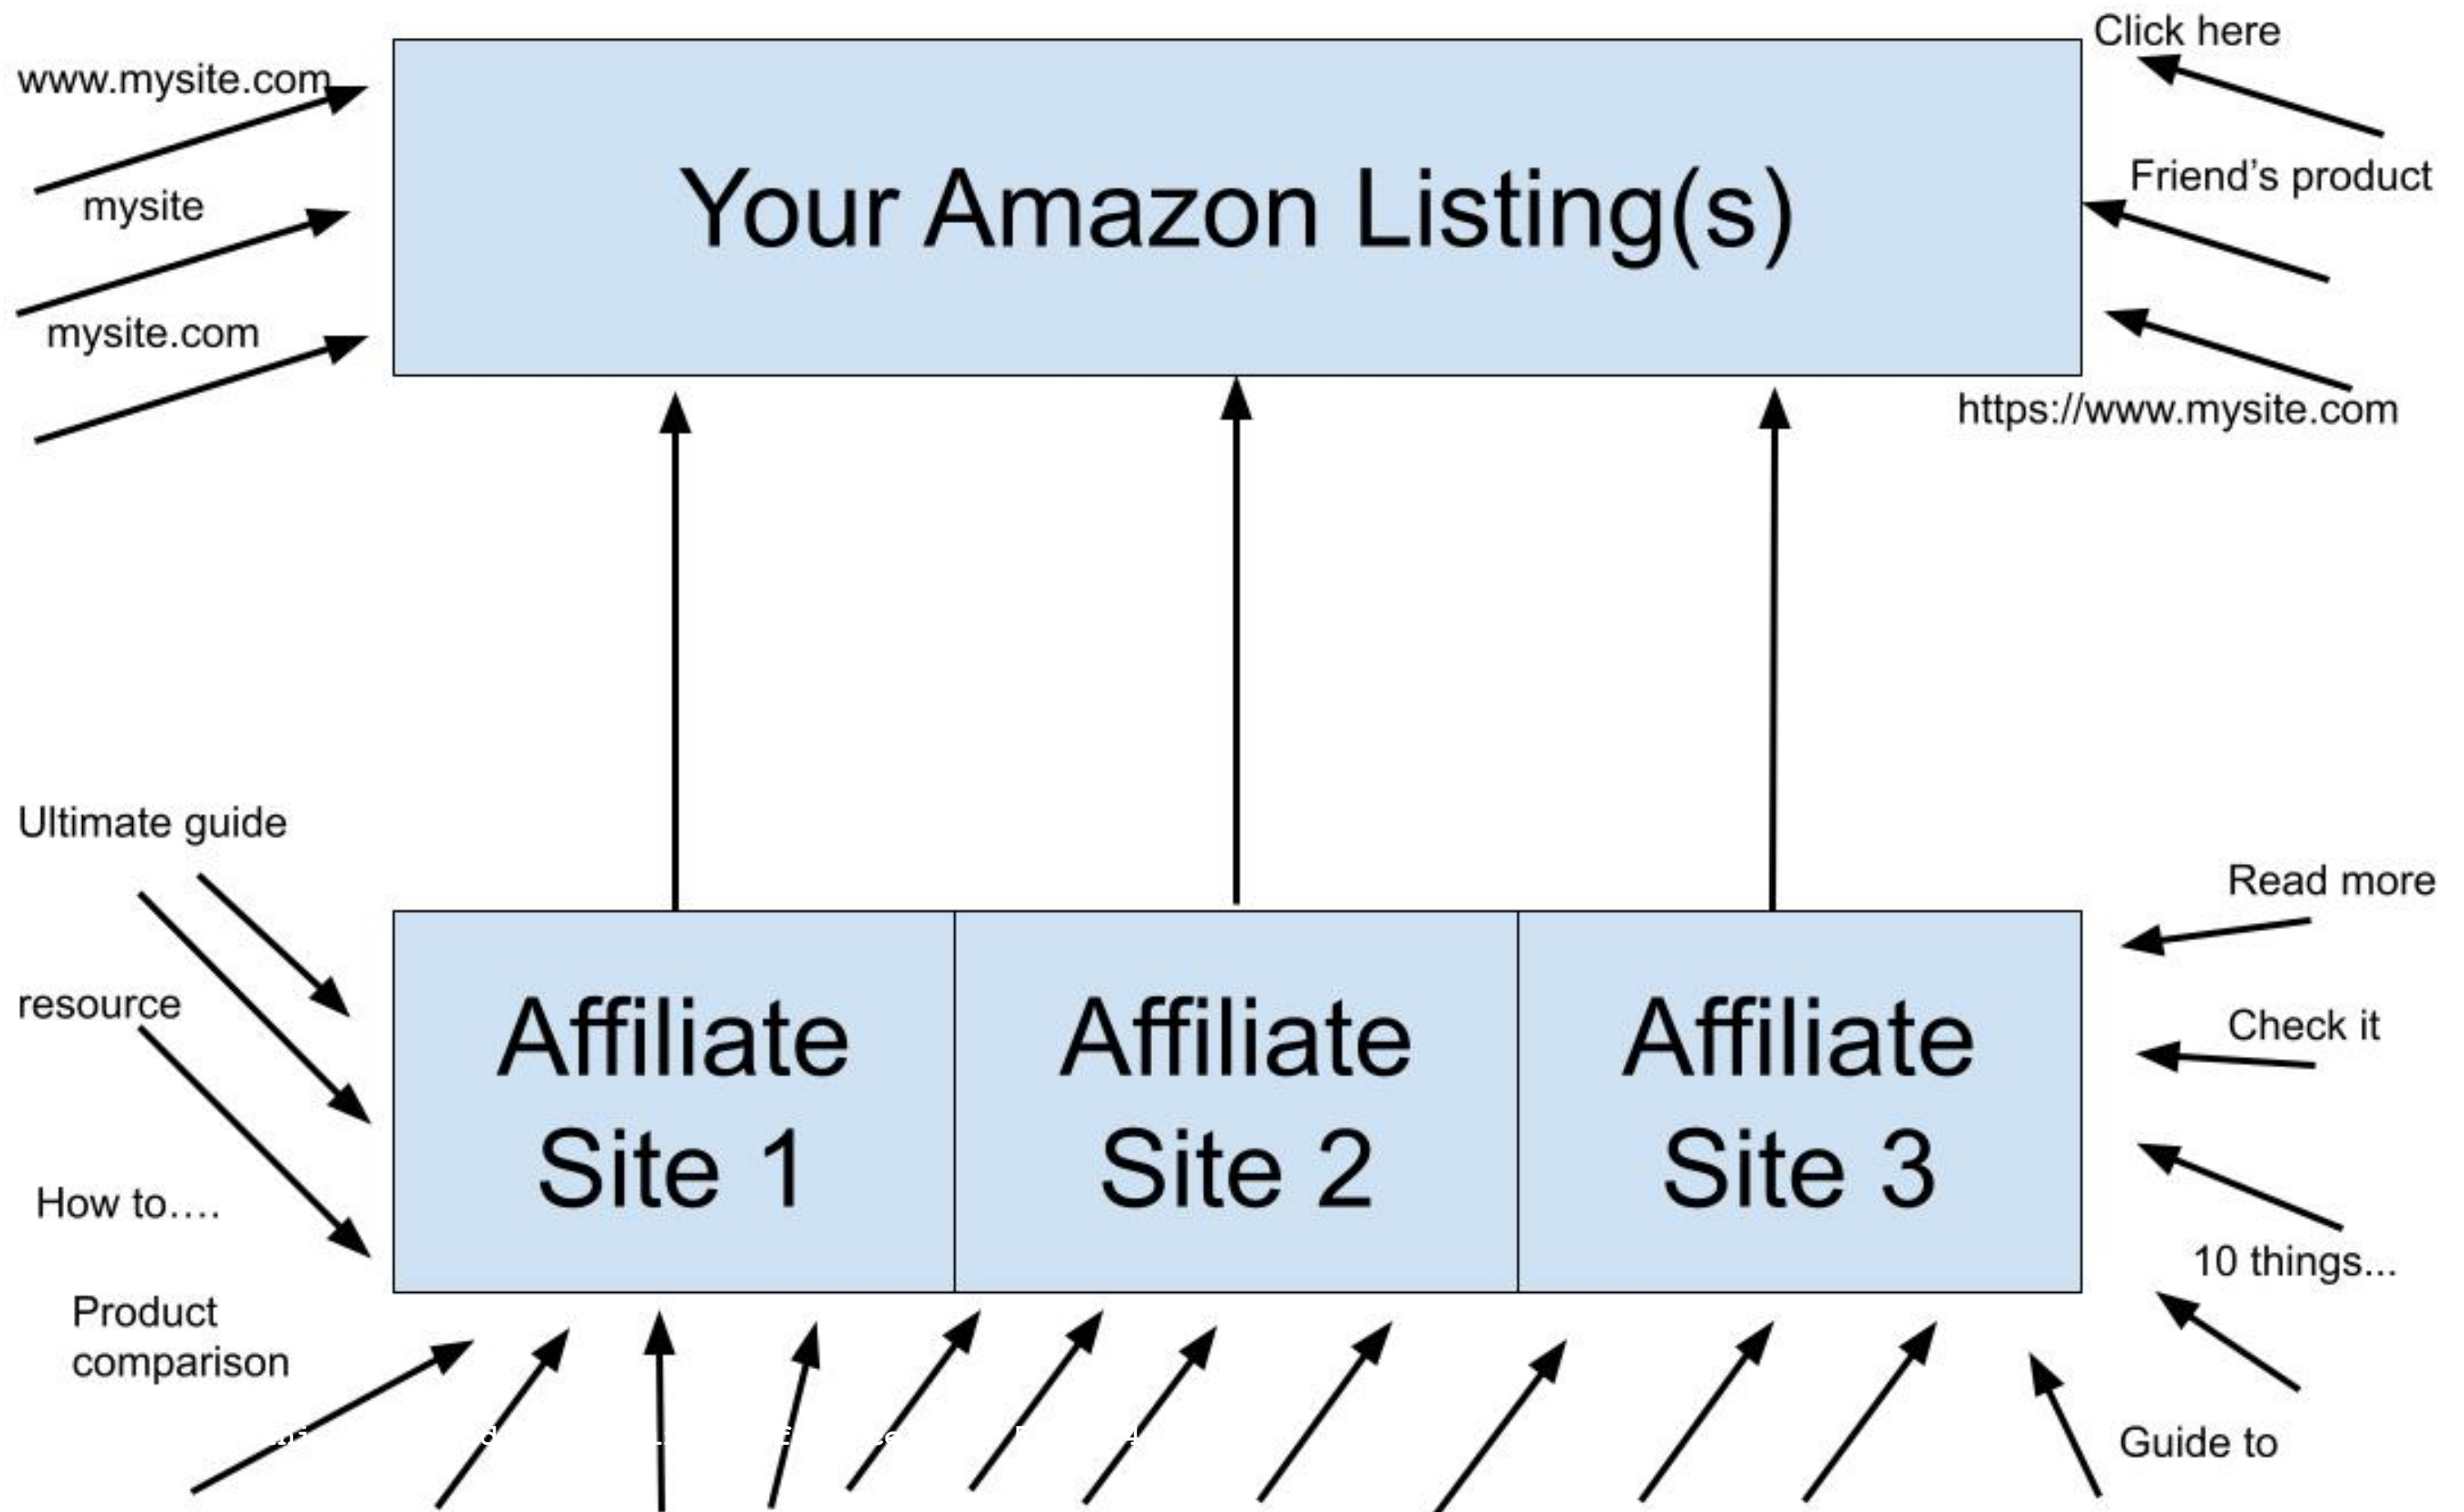 Click here
www.mysite.com
Friend’s product
mysite
Your Amazon Listing(s)
mysite.com
https://www.mysite.com
Ultimate guide
Read more
resource
Check it
Affiliate
Site 1
Affiliate
Site 2
Affiliate
Site 3
How to....
10 things...
Product
comparison
Guide to